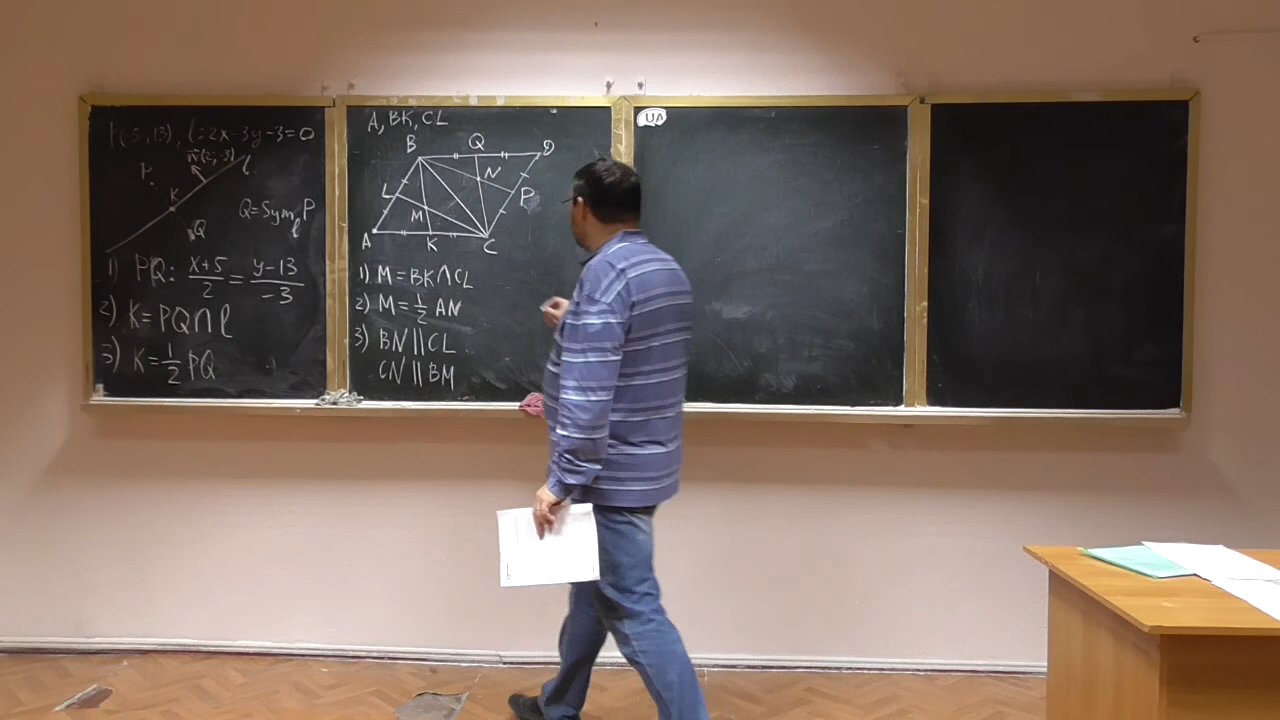 P(-5,13), l: 2x-3y-3=0
n(2,-3)
l
P
K
Q
Q=Sym_l P
1) PQ: (x+5)/2 = (y-13)/-3
2) K=PQ∩l
3) K=1/2 PQ
A, BK, CL
B Q D
N
L P
M
A K C
1) M=BK∩CL
2) M=1/2 AN
3) BN||CL
CN||BM
UA